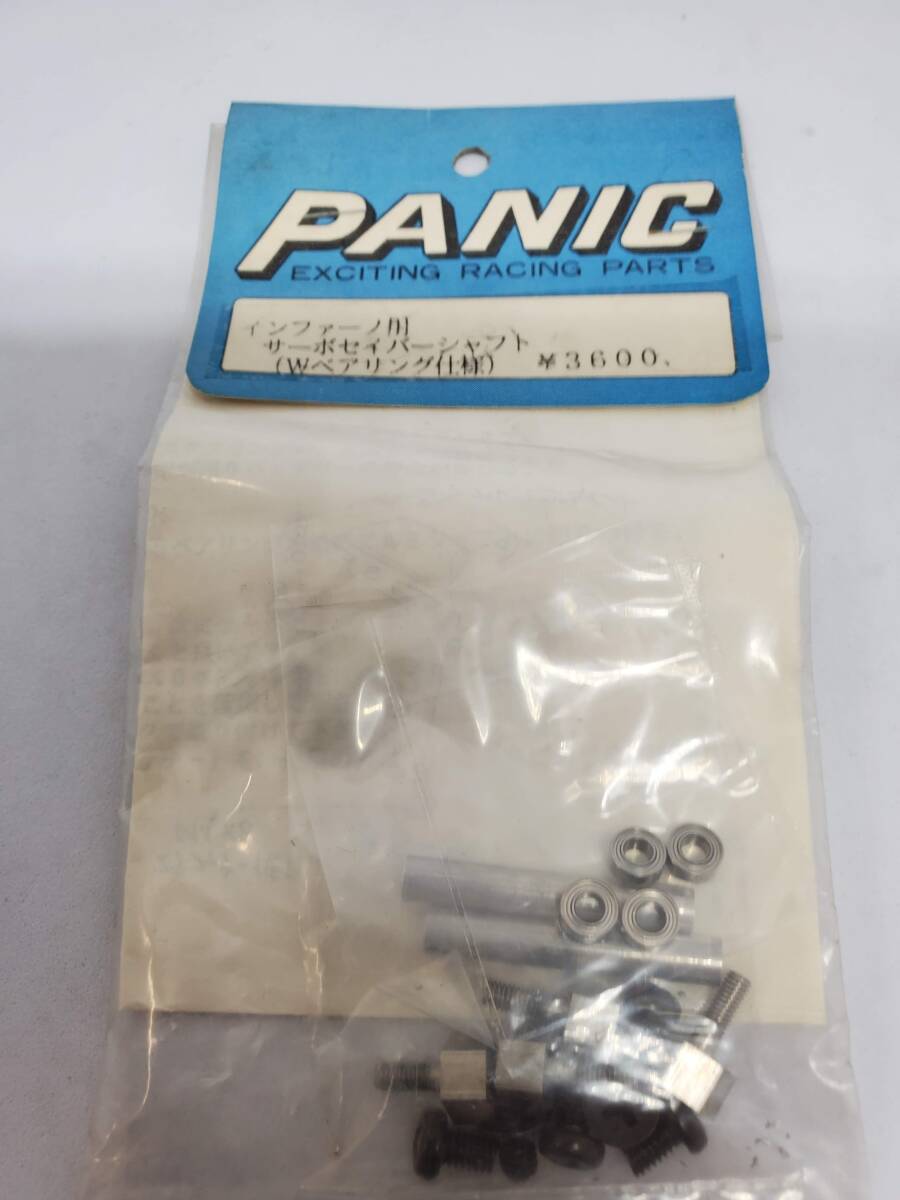 PANIC
EXCITING RACING PARTS
インファーノ用
サーボセイバーシャフト
(Wベアリング仕様) ¥3600、